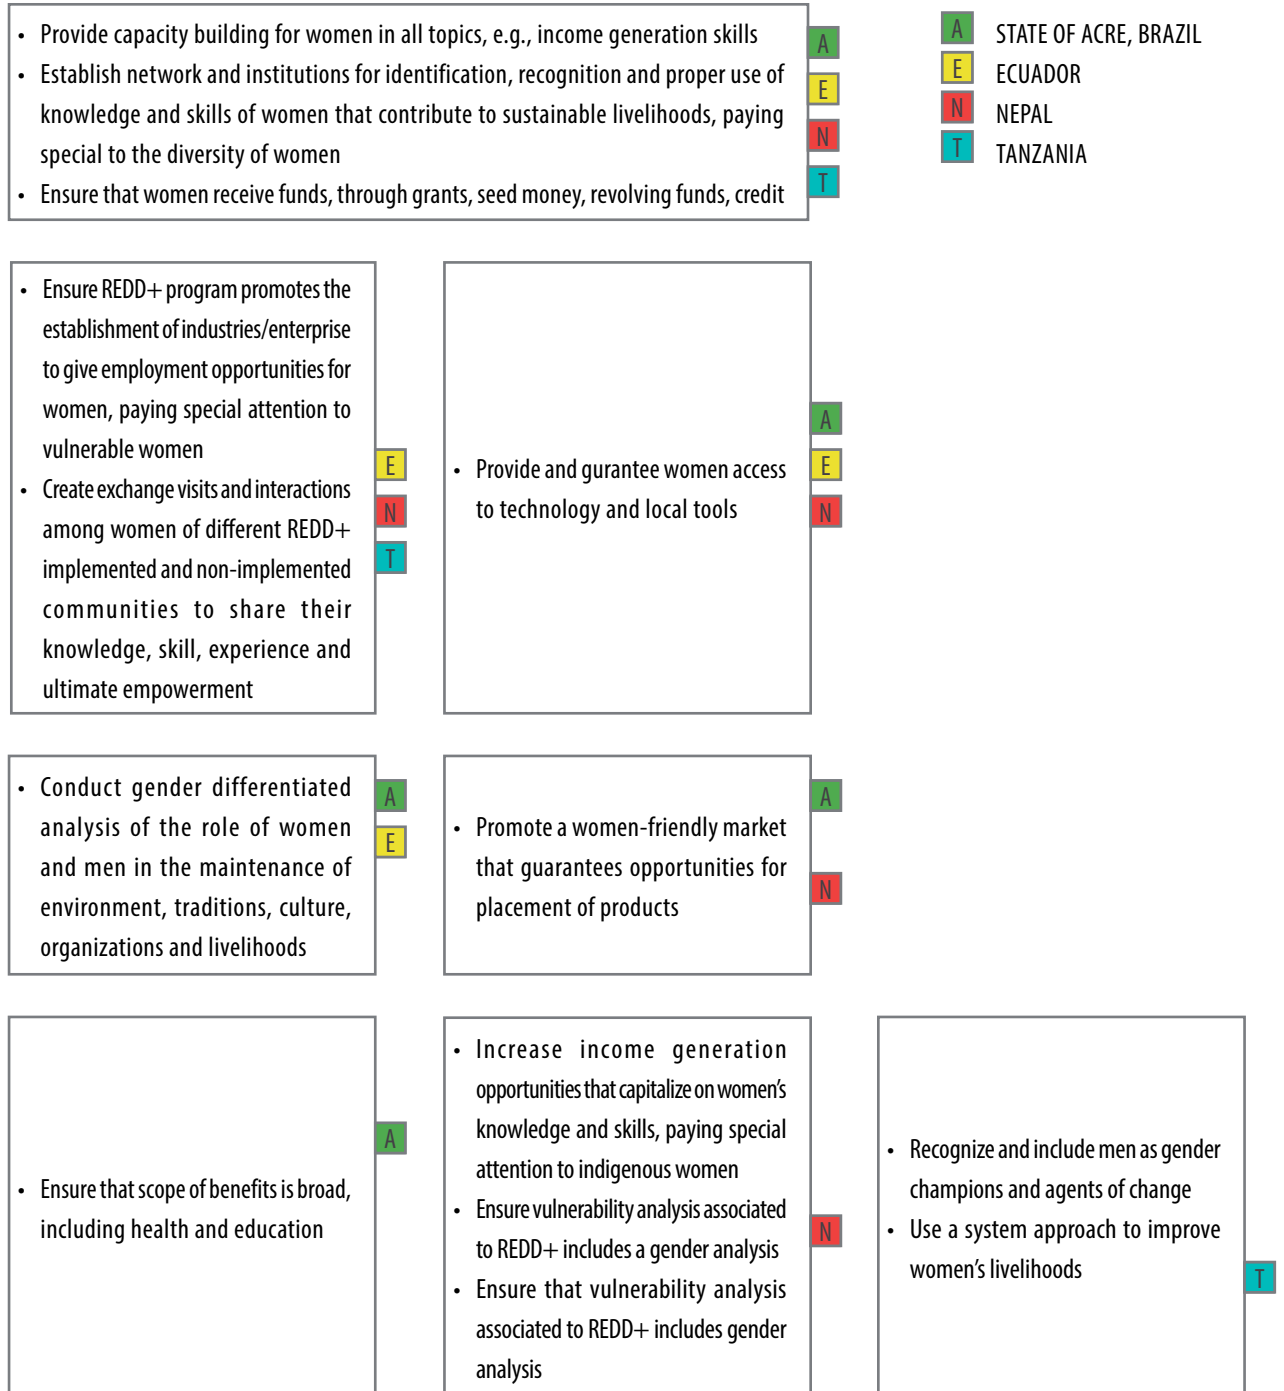 • Provide capacity building for women in all topics, e.g., income generation skills
• Establish network and institutions for identification, recognition and proper use of
knowledge and skills of women that contribute to sustainable livelihoods, paying
special to the diversity of women
• Ensure that women receive funds, through grants, seed money, revolving funds, credit
A
E
N
T
A STATE OF ACRE, BRAZIL
E ECUADOR
N NEPAL
T TANZANIA
• Ensure REDD+ program promotes the
establishment of industries/enterprise
to give employment opportunities for
women, paying special attention to
vulnerable women
• Create exchange visits and interactions
among women of different REDD+
implemented and non-implemented
communities to share their
knowledge, skill, experience and
ultimate empowerment
E
N
T
• Provide and gurantee women access
to technology and local tools
A
E
N
• Conduct gender differentiated
analysis of the role of women
and men in the maintenance of
environment, traditions, culture,
organizations and livelihoods
A
E
• Promote a women-friendly market
that guarantees opportunities for
placement of products
A
N
• Ensure that scope of benefits is broad,
including health and education
A
• Increase income generation
opportunities that capitalize on women's
knowledge and skills, paying special
attention to indigenous women
• Ensure vulnerability analysis associated
to REDD+ includes a gender analysis
• Ensure that vulnerability analysis
associated to REDD+ includes gender
analysis
N
• Recognize and include men as gender
champions and agents of change
• Use a system approach to improve
women's livelihoods
T